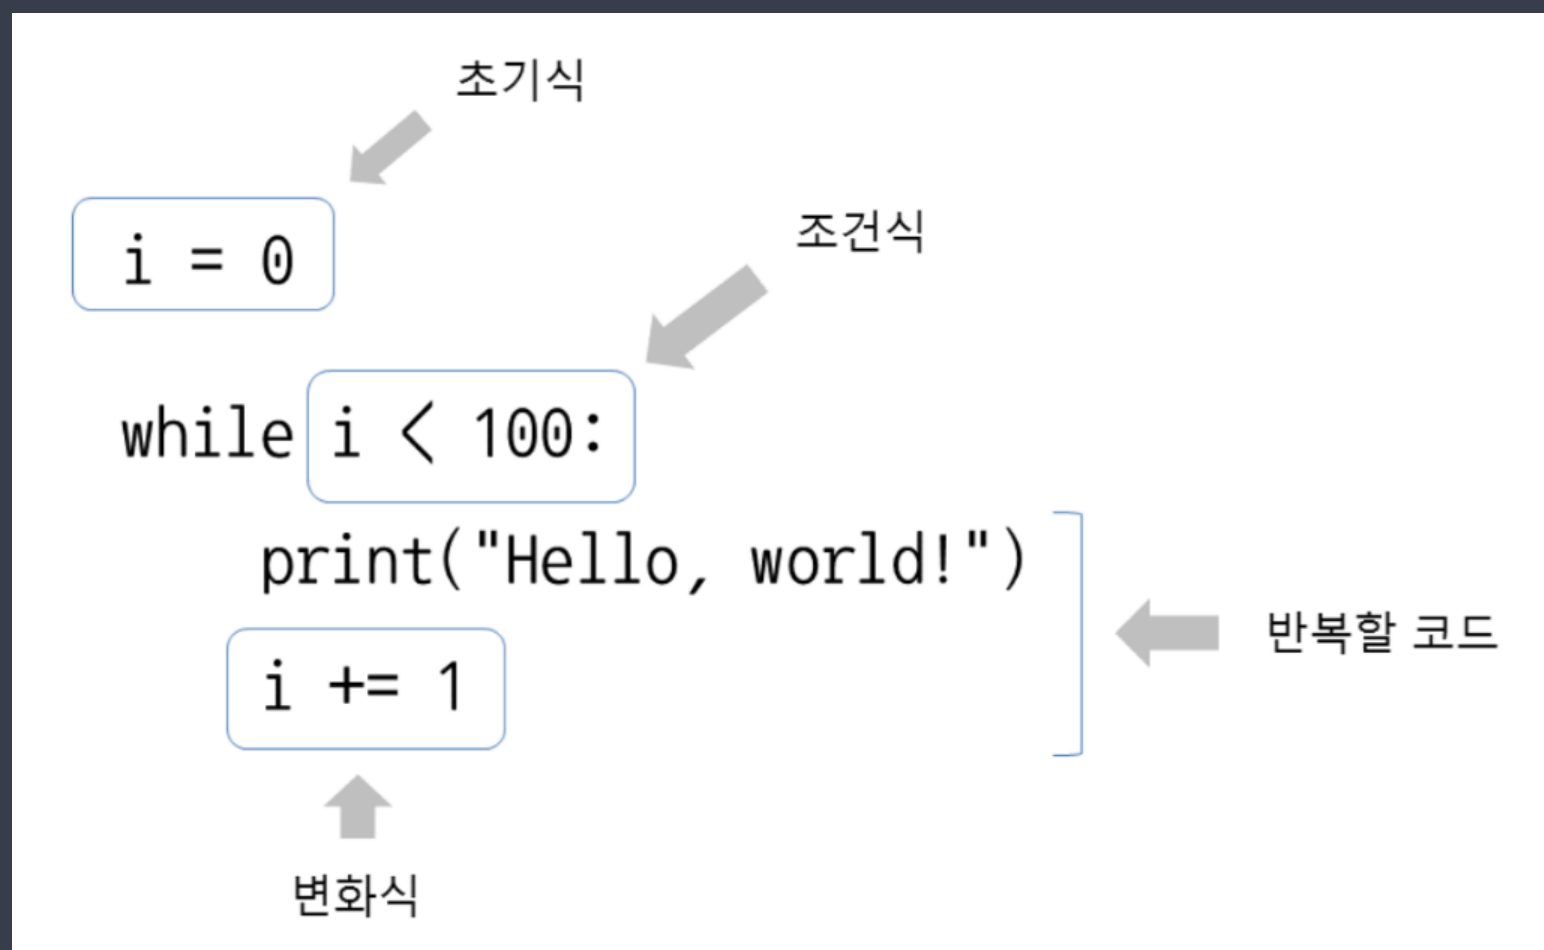 초기식
i = 0
조건식
while i < 100:
print("Hello, world!")
반복할 코드
i += 1
변화식